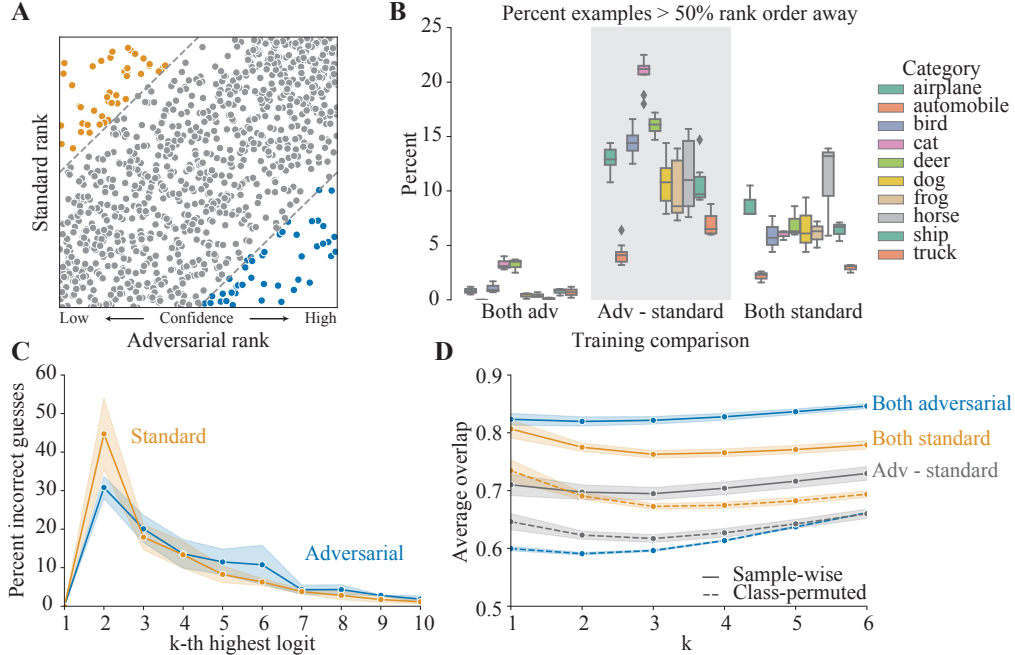 A
Standard rank
Low
Confidence
High
Adversarial rank
B
Percent examples > 50% rank order away
25
20
15
10
5
0
Percent
Both adv
Adv - standard
Both standard
Training comparison
Category
airplane
automobile
bird
cat
deer
dog
frog
horse
ship
truck
C
60
50
40
30
20
10
0
Percent incorrect guesses
Standard
Adversarial
1 2 3 4 5 6 7 8 9 10
k-th highest logit
D
0.9
0.8
0.7
0.6
0.5
Average overlap
Both adversarial
Both standard
Adv - standard
Sample-wise
Class-permuted
1 2 3 4 5 6
k